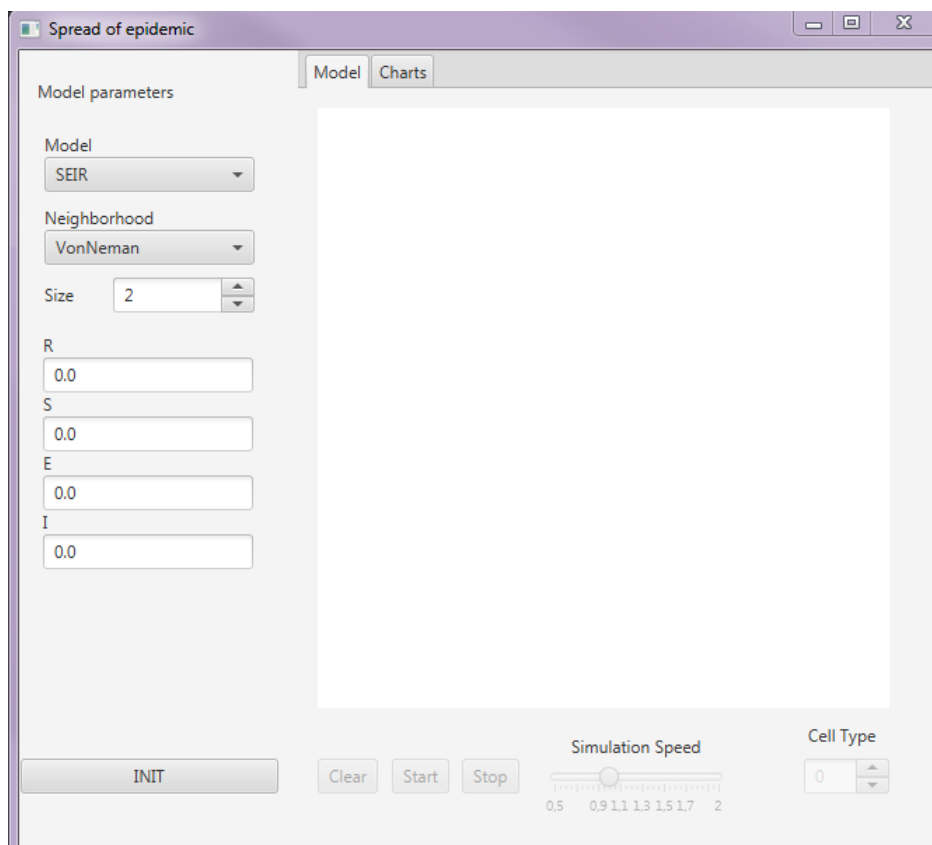 Spread of epidemic
Model parameters
Model
SEIR
Neighborhood
VonNeman
Size 2
R
0.0
S
0.0
E
0.0
I
0.0
INIT
Model Charts
Clear Start Stop
Simulation Speed
0,5 0,9 1,1 1,3 1,5 1,7 2
Cell Type
0